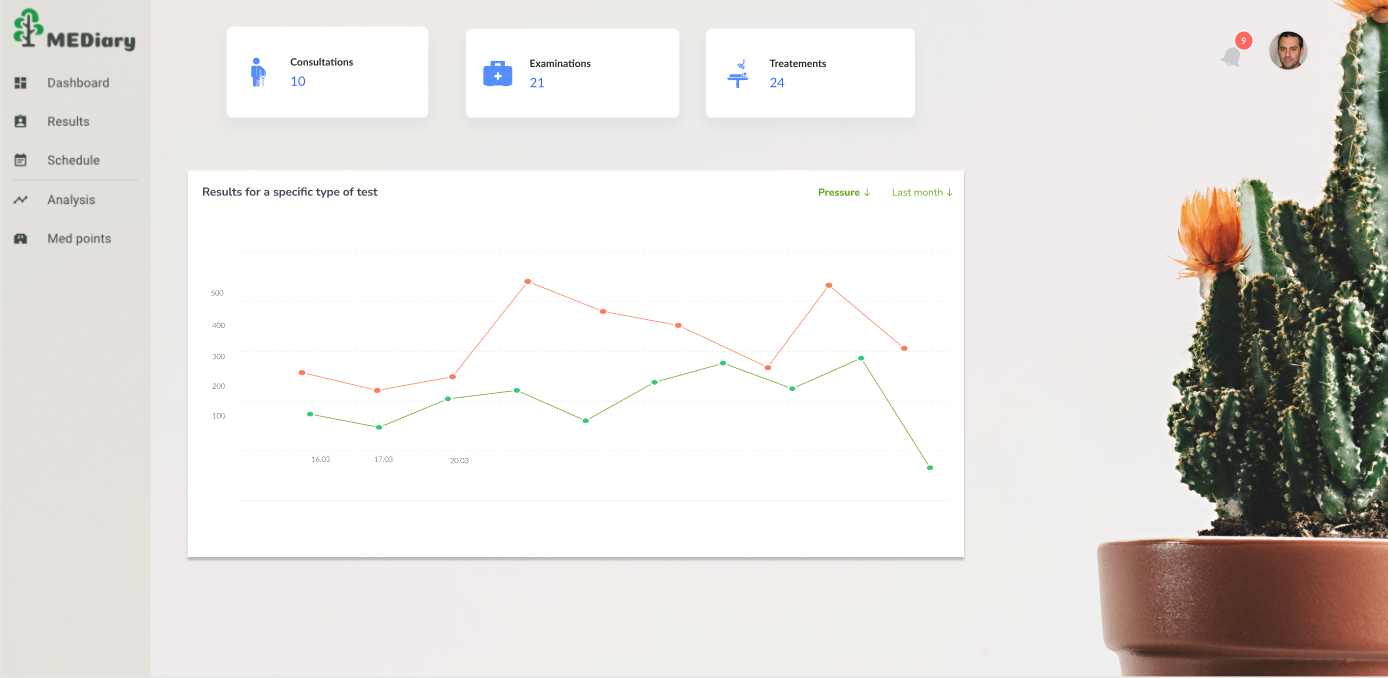 MEDiary
Dashboard
Results
Schedule
Analysis
Med points
Consultations
10
Examinations
21
Treatements
24
9
Results for a specific type of test
Pressure ↓
Last month ↓
500
400
300
200
100
16.03
17.03
20.03